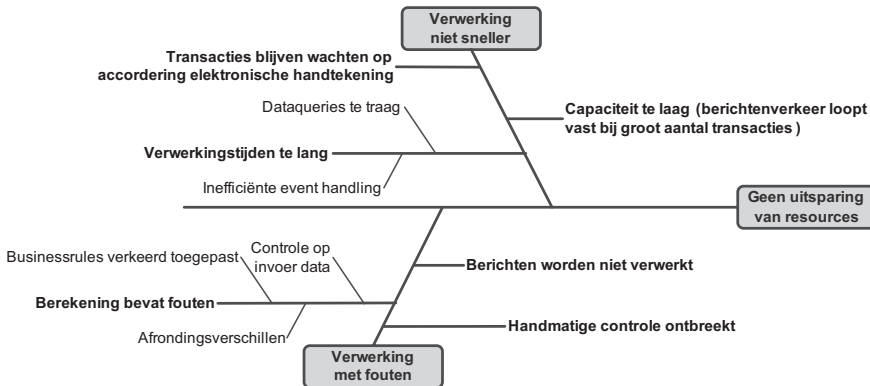 Verwerking
niet sneller
Transacties blijven wachten op
accordering elektronische handtekening
Dataqueries te traag
Capaciteit te laag (berichtenverkeer loopt
vast bij groot aantal transacties )
Verwerkingstijden te lang
Inefficiënte event handling
Geen uitsparing
van resources
Businessrules verkeerd toegepast
Controle op
invoer data
Berichten worden niet verwerkt
Berekening bevat fouten
Afrondingsverschillen
Handmatige controle ontbreekt
Verwerking
met fouten